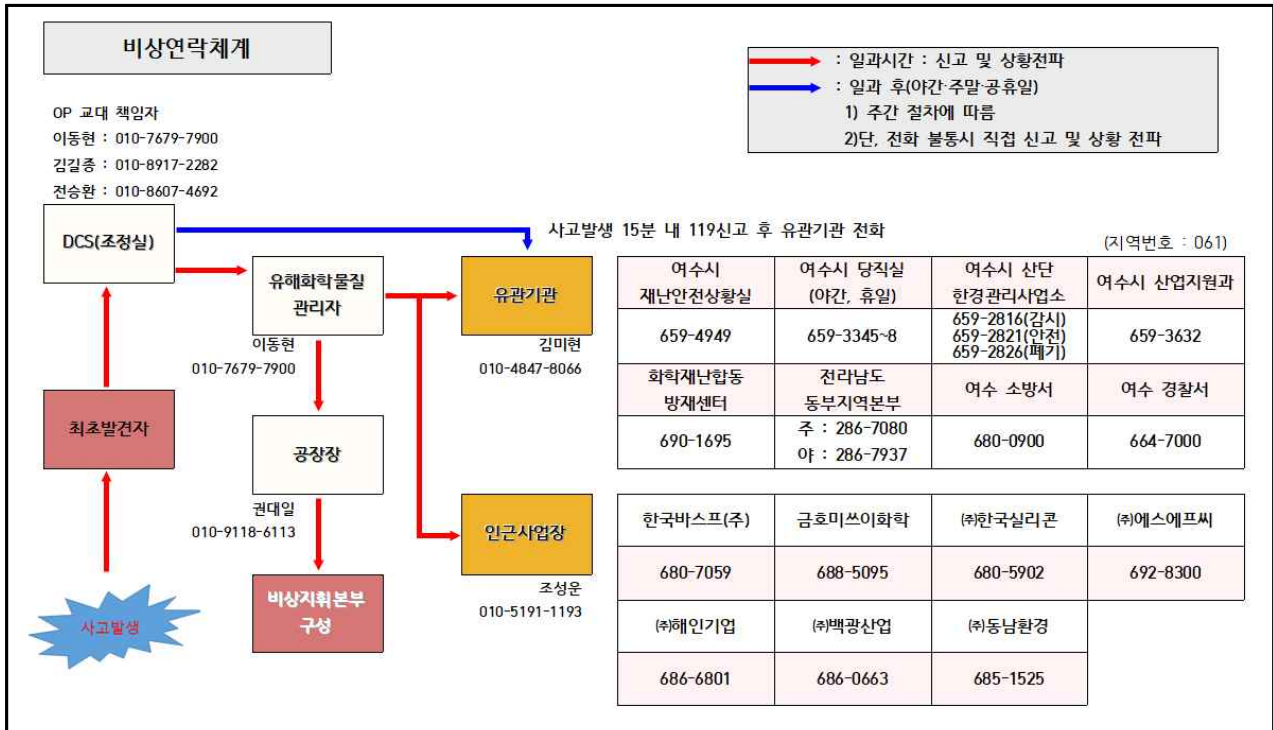 비상연락체계
: 일과시간 : 신고 및 상황전파
: 일과 후(야간·주말·공휴일)
1) 주간 절차에 따름
2)단, 전화 불통시 직접 신고 및 상황 전파
OP 교대 책임자
이동현 : 010-7679-7900
김길종 : 010-8917-2282
전승환 : 010-8607-4692
DCS(조정실)
사고발생 15분 내 119신고 후 유관기관 전화
(지역번호 : 061)
유해화학물질
관리자
이동현
010-7679-7900
유관기관
김미현
010-4847-8066
최초발견자
공장장
권대일
010-9118-6113
인근사업장
조성운
010-5191-1193
비상지휘본부
구성
사고발생
여수시
재난안전상황실
여수시 당직실
(야간, 휴일)
여수시 산단
한경관리사업소
여수시 산업지원과
659-4949
659-3345~8
659-2816(감시)
659-2821(안전)
659-2826(폐기)
659-3632
화학재난합동
방재센터
전라남도
동부지역본부
여수 소방서
여수 경찰서
690-1695
주 : 286-7080
야 : 286-7937
680-0900
664-7000
한국바스프(주)
금호미쓰이화학
㈜한국실리콘
㈜에스에프씨
680-7059
688-5095
680-5902
692-8300
㈜해인기업
㈜백광산업
㈜동남환경
686-6801
686-0663
685-1525